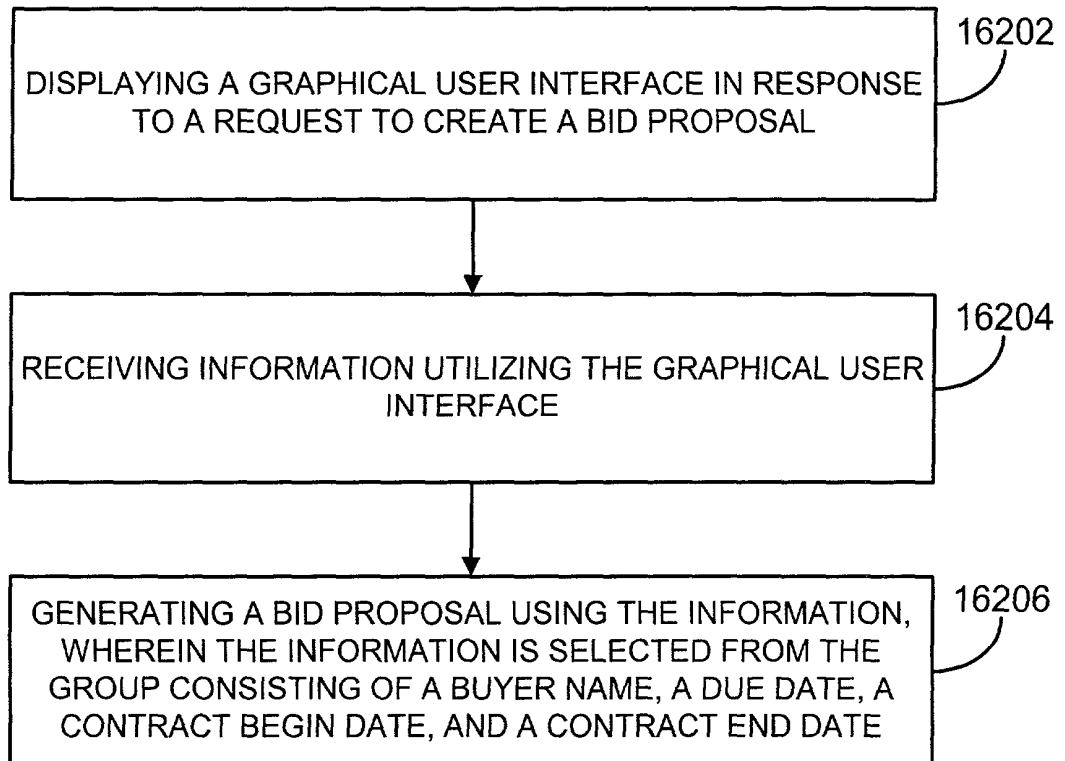 16202
DISPLAYING A GRAPHICAL USER INTERFACE IN RESPONSE
TO A REQUEST TO CREATE A BID PROPOSAL
16204
RECEIVING INFORMATION UTILIZING THE GRAPHICAL USER
INTERFACE
16206
GENERATING A BID PROPOSAL USING THE INFORMATION,
WHEREIN THE INFORMATION IS SELECTED FROM THE
GROUP CONSISTING OF A BUYER NAME, A DUE DATE, A
CONTRACT BEGIN DATE, AND A CONTRACT END DATE